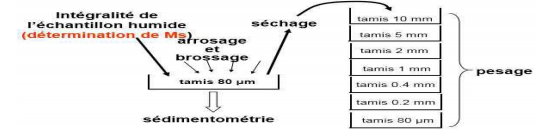 Intégralité de
l'échantillon humide
(détermination de Ms)
arrosage
et
brossage
tamis 80 µm
sédimentométrie
séchage
tamis 10 mm
tamis 5 mm
tamis 2 mm
tamis 1 mm
tamis 0.4 mm
tamis 0.2 mm
tamis 80 µm
pesage